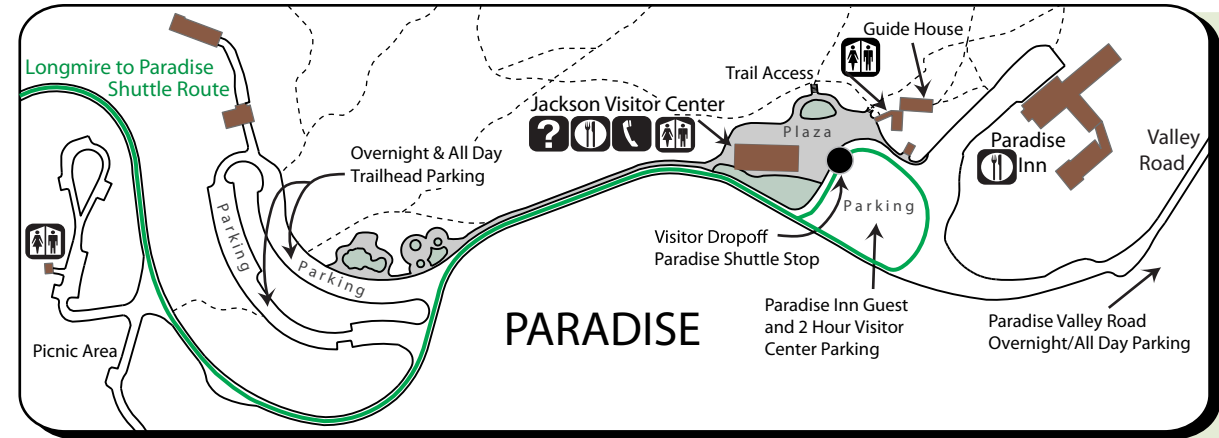 Longmire to Paradise
Shuttle Route
Overnight & All Day
Trailhead Parking
Parking
Parking
Picnic Area
Jackson Visitor Center
?
Trail Access
Guide House
Plaza
Parking
Visitor Dropoff
Paradise Shuttle Stop
Paradise
Inn
Valley
Road
PARADISE
Paradise Inn Guest
and 2 Hour Visitor
Center Parking
Paradise Valley Road
Overnight/All Day Parking